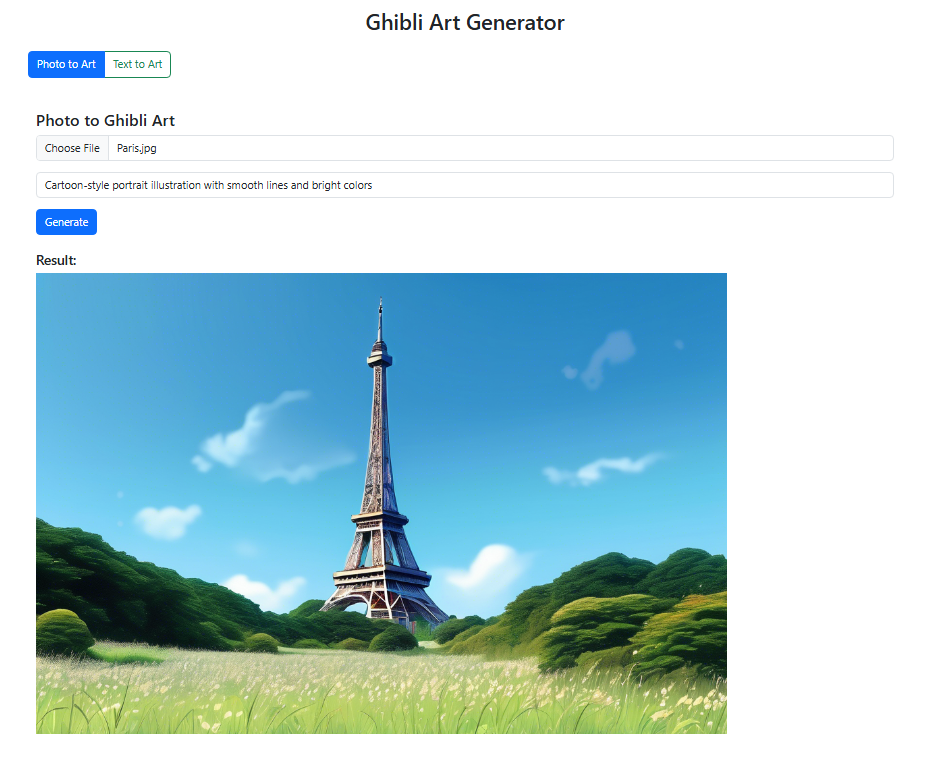 Ghibli Art Generator
Photo to Art Text to Art
Photo to Ghibli Art
Choose File Paris.jpg
Cartoon-style portrait illustration with smooth lines and bright colors
Generate
Result: